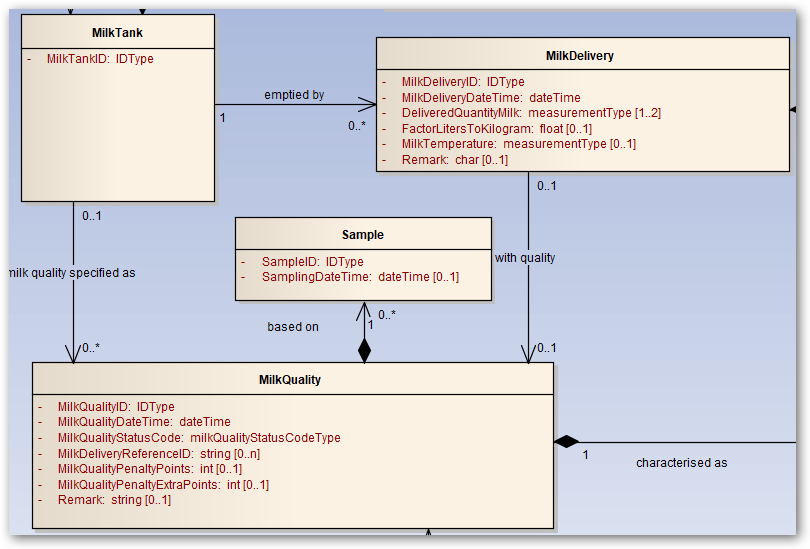 MilkTank
- MilkTankID: IDType
MilkDelivery
- MilkDeliveryID: IDType
- MilkDeliveryDateTime: dateTime
- DeliveredQuantityMilk: measurementType [1..2]
- FactorLitersToKilogram: float [0..1]
- MilkTemperature: measurementType [0..1]
- Remark: char [0..1]
emptied by
1
0..*
0..1
0..1
Sample
- SampleID: IDType
- SamplingDateTime: dateTime [0..1]
with quality
milk quality specified as
0..*
1
based on
0..*
0..1
MilkQuality
- MilkQualityID: IDType
- MilkQualityDateTime: dateTime
- MilkQualityStatusCode: milkQualityStatusCodeType
- MilkDeliveryReferenceID: string [0..n]
- MilkQualityPenaltyPoints: int [0..1]
- MilkQualityPenaltyExtraPoints: int [0..1]
- Remark: string [0..1]
1
characterised as